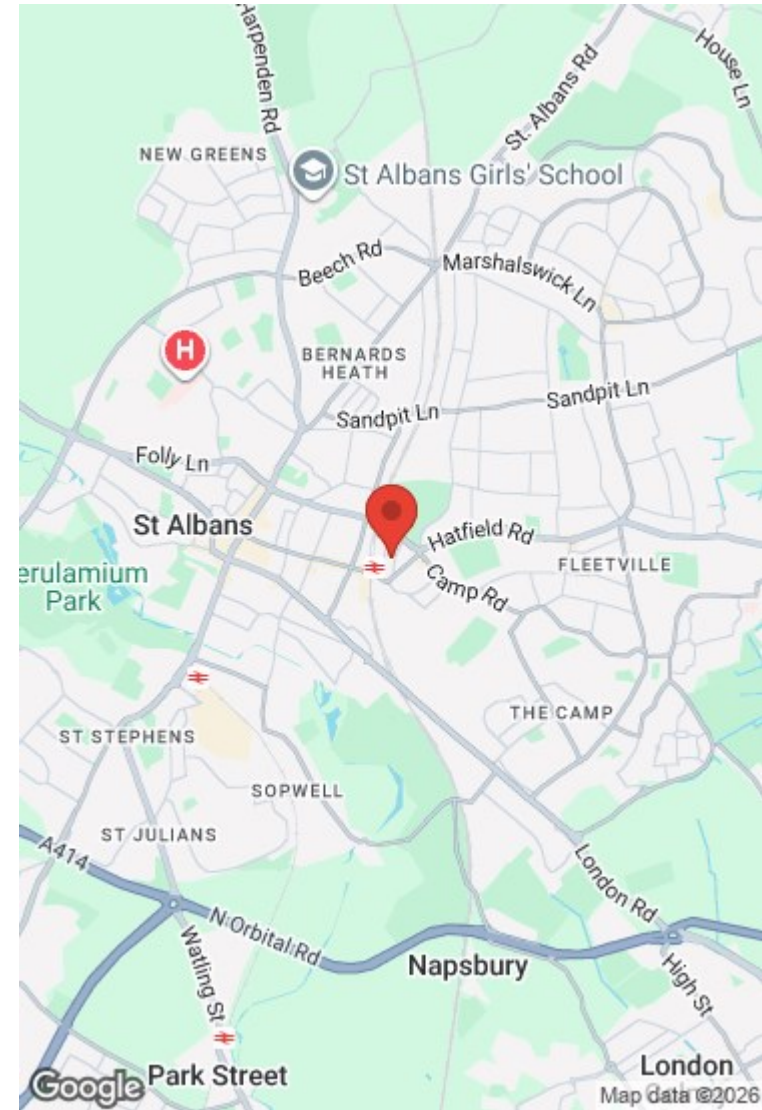 Harpenden Rd
House Ln
St. Albans Rd
NEW GREENS
St Albans Girls' School
Beech Rd
Marshalswick Ln
H
BERNARDS
HEATH
Sandpit Ln
Sandpit Ln
Folly Ln
St Albans
Hatfield Rd
FLEETVILLE
erulamium
Park
Camp Rd
THE CAMP
ST STEPHENS
SOPWELL
ST JULIANS
A414
London Rd
N Orbital Rd
Watling St
Napsbury
High St
Park Street
London
Google
Map data ©2026